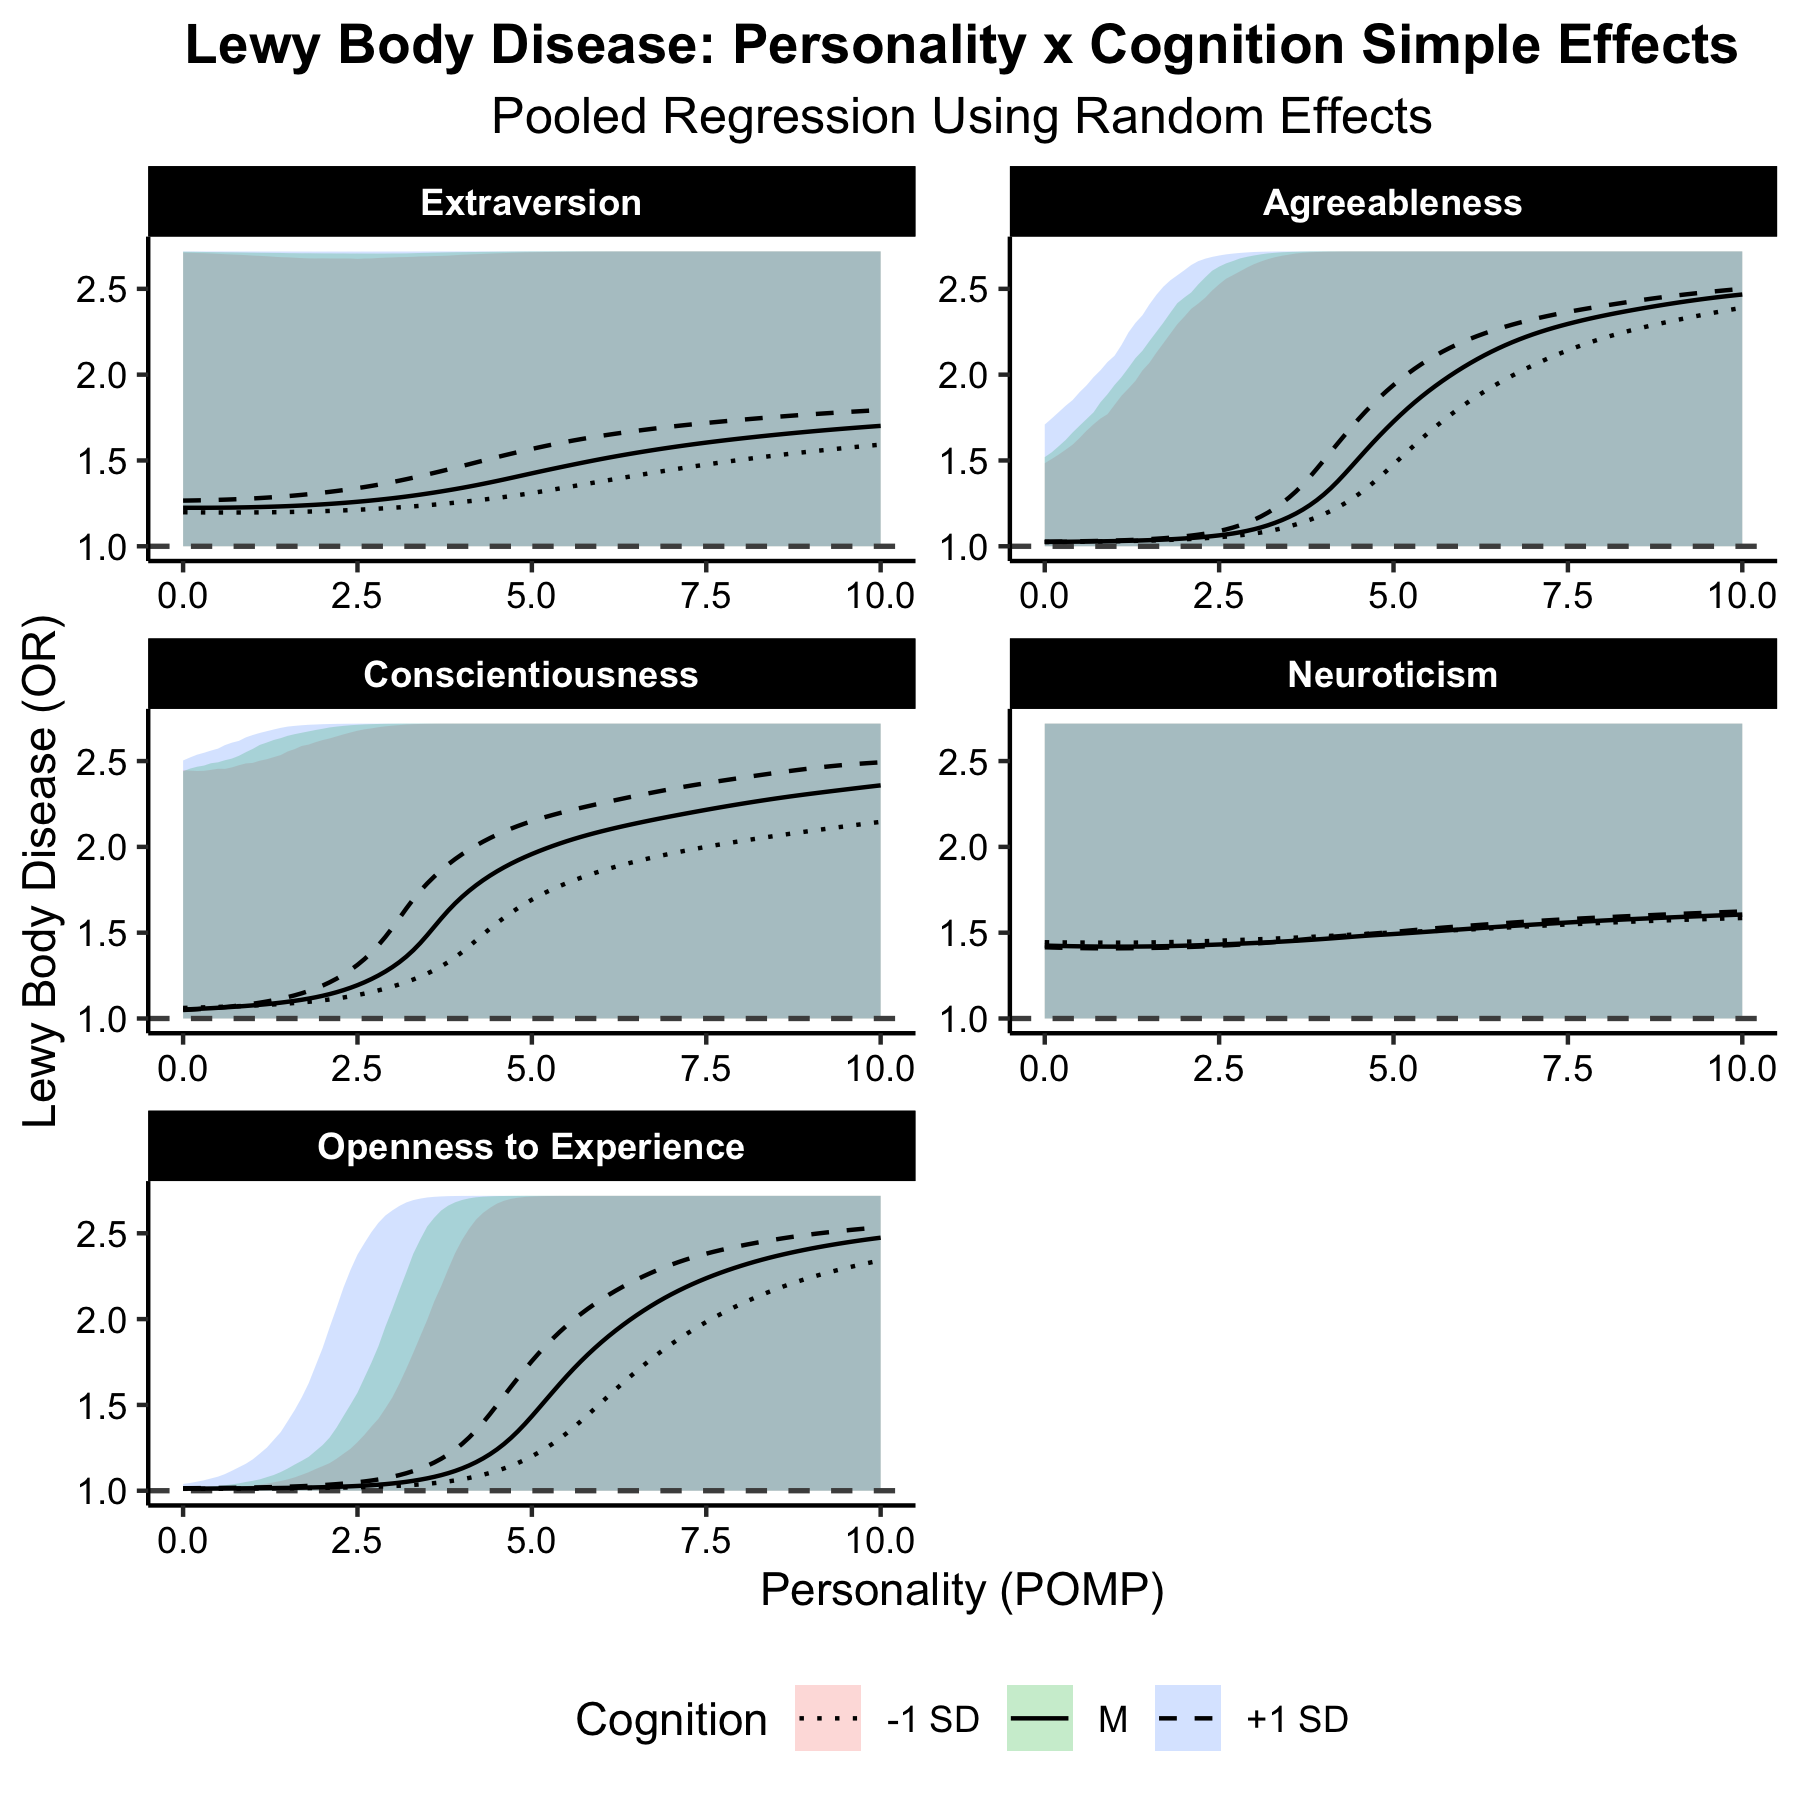 Lewy Body Disease: Personality x Cognition Simple Effects
Pooled Regression Using Random Effects
Extraversion
2.5
2.0
1.5
1.0
0.0 2.5 5.0 7.5 10.0
Agreeableness
2.5
2.0
1.5
1.0
0.0 2.5 5.0 7.5 10.0
Lewy Body Disease (OR)
Conscientiousness
2.5
2.0
1.5
1.0
0.0 2.5 5.0 7.5 10.0
Neuroticism
2.5
2.0
1.5
1.0
0.0 2.5 5.0 7.5 10.0
Openness to Experience
2.5
2.0
1.5
1.0
0.0 2.5 5.0 7.5 10.0
Personality (POMP)
Cognition -1 SD M +1 SD